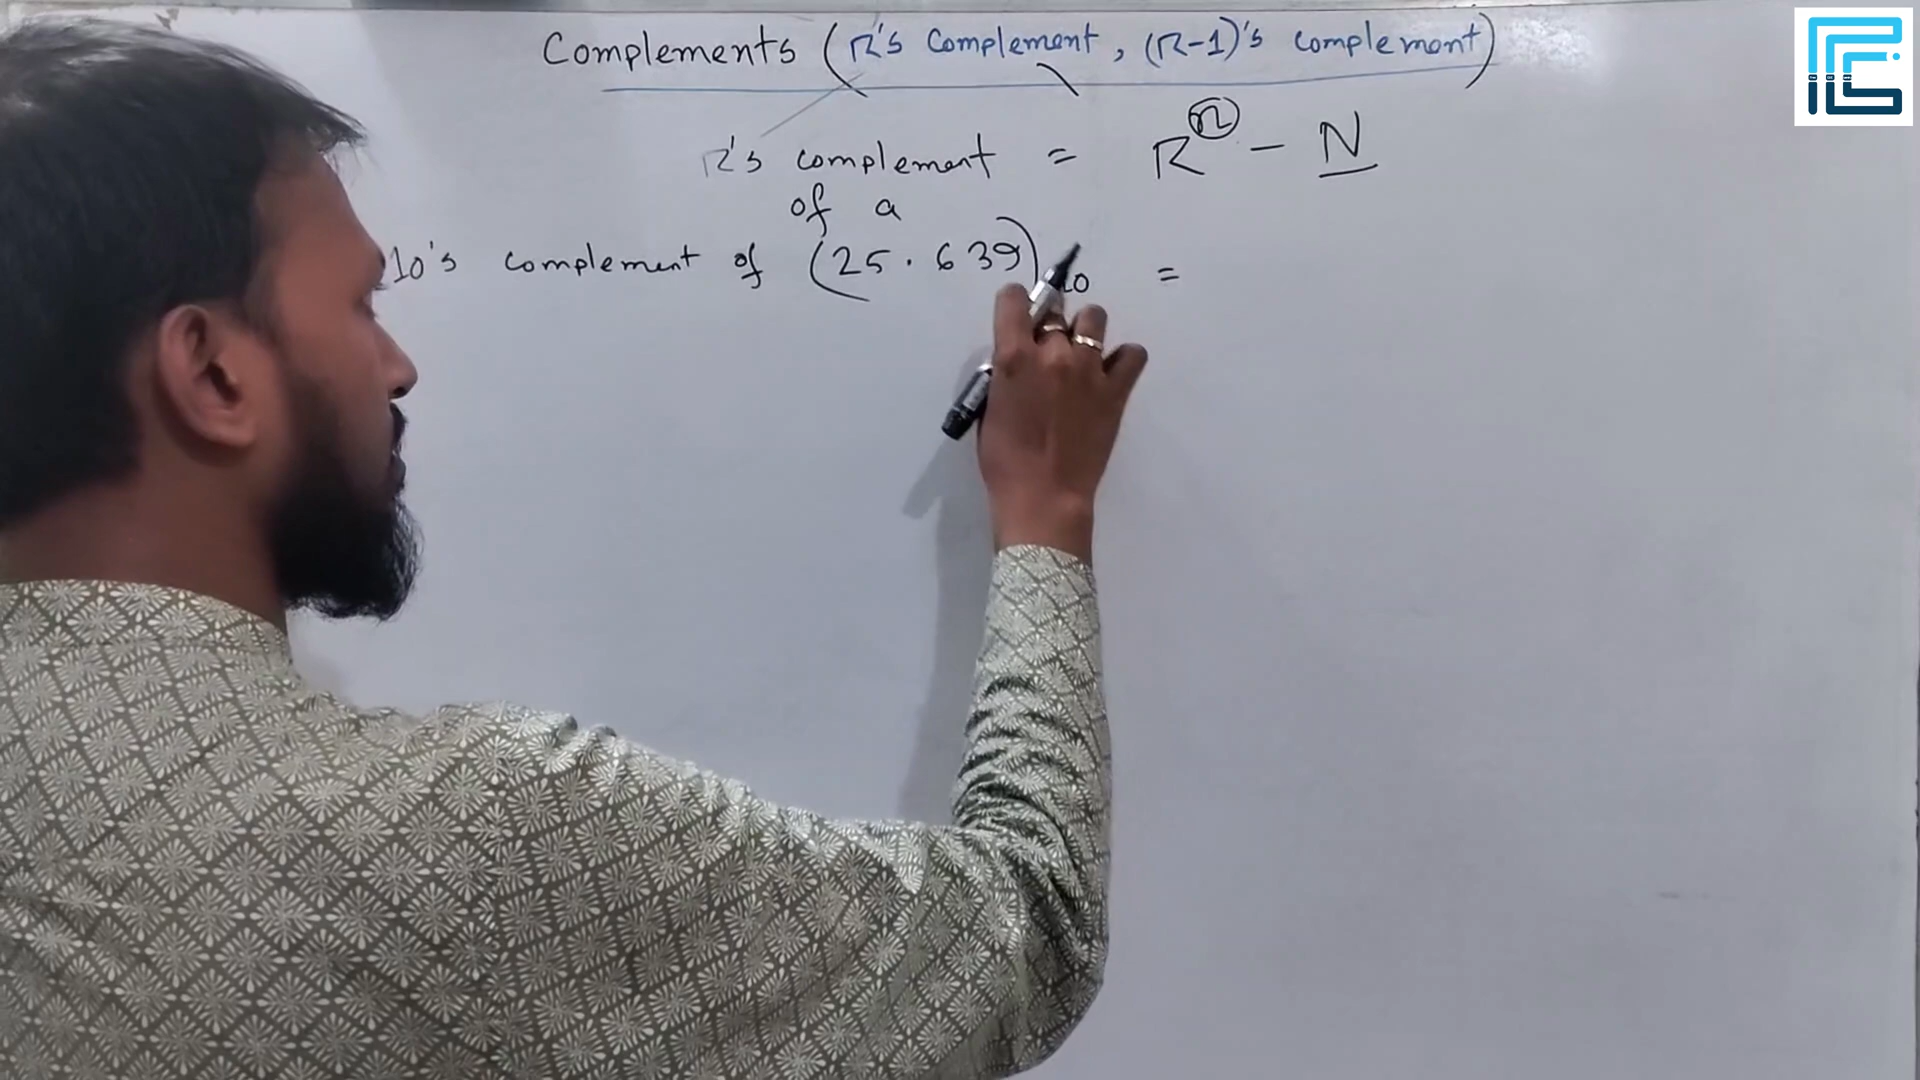 Complements (R's Complement, (R-1)'s complement)
R's complement = R^n - N
of a
10's complement of (25.639)10 =